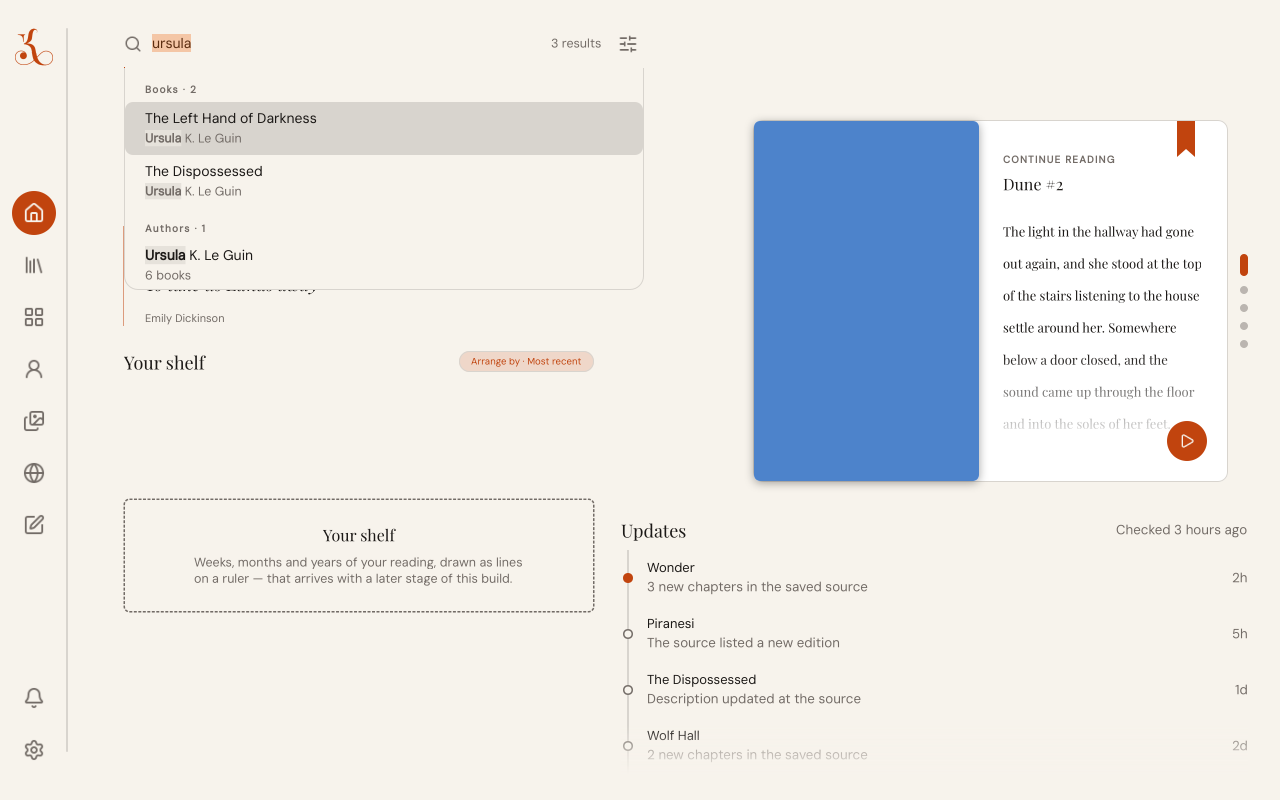 ursula
3 results
Books · 2
The Left Hand of Darkness
Ursula K. Le Guin
The Dispossessed
Ursula K. Le Guin
Authors · 1
Ursula K. Le Guin
6 books
Emily Dickinson
Your shelf
Arrange by · Most recent
Your shelf
Weeks, months and years of your reading, drawn as lines
on a ruler — that arrives with a later stage of this build.
CONTINUE READING
Dune #2
The light in the hallway had gone
out again, and she stood at the top
of the stairs listening to the house
settle around her. Somewhere
below a door closed, and the
sound came up through the floor
and into the soles of her feet.
Updates
Checked 3 hours ago
Wonder
3 new chapters in the saved source
2h
Piranesi
The source listed a new edition
5h
The Dispossessed
Description updated at the source
1d
Wolf Hall
2 new chapters in the saved source
2d